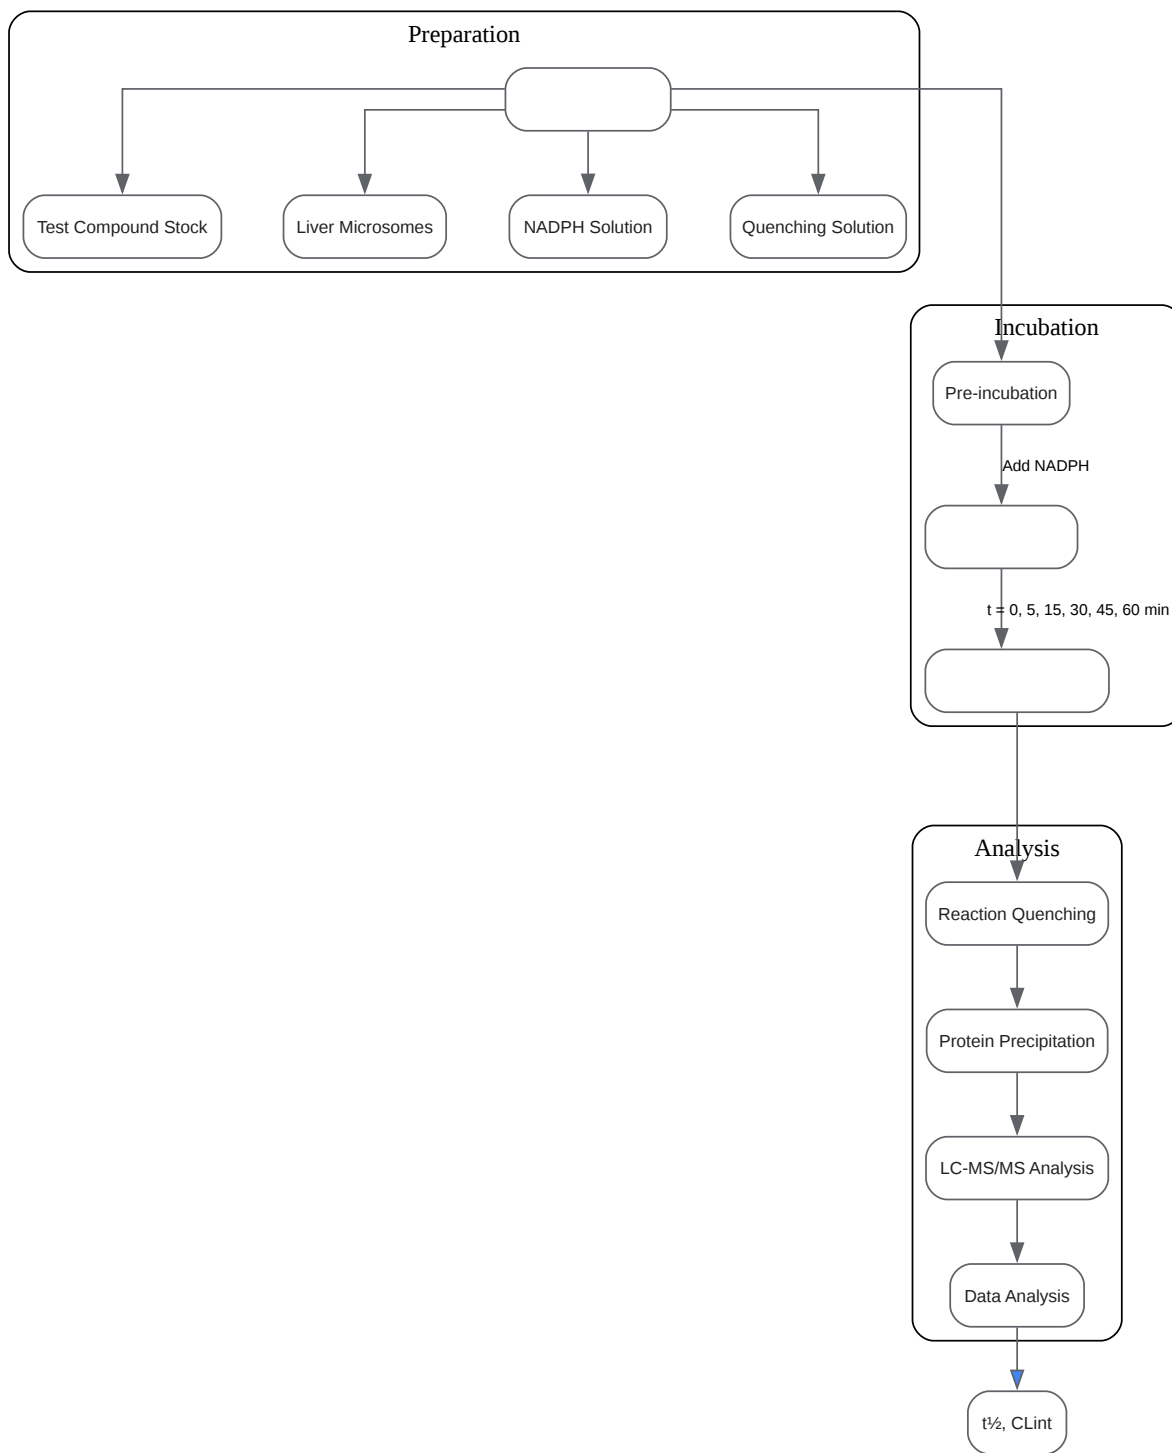 Preparation
Test Compound Stock
Liver Microsomes
NADPH Solution
Quenching Solution
Incubation
Pre-incubation
Add NADPH
t = 0, 5, 15, 30, 45, 60 min
Analysis
Reaction Quenching
Protein Precipitation
LC-MS/MS Analysis
Data Analysis
t½, CLint